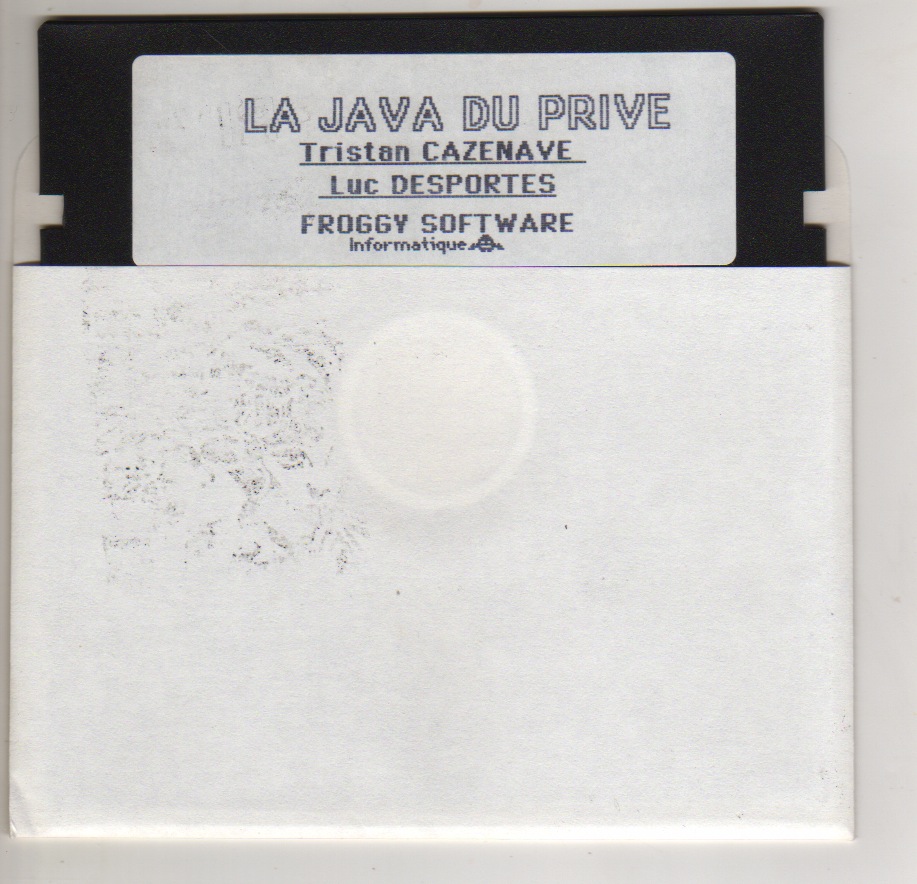 LA JAVA DU PRIVE
Tristan CAZENAVE
Luc DESPORTES
FROGGY SOFTWARE
Informatique